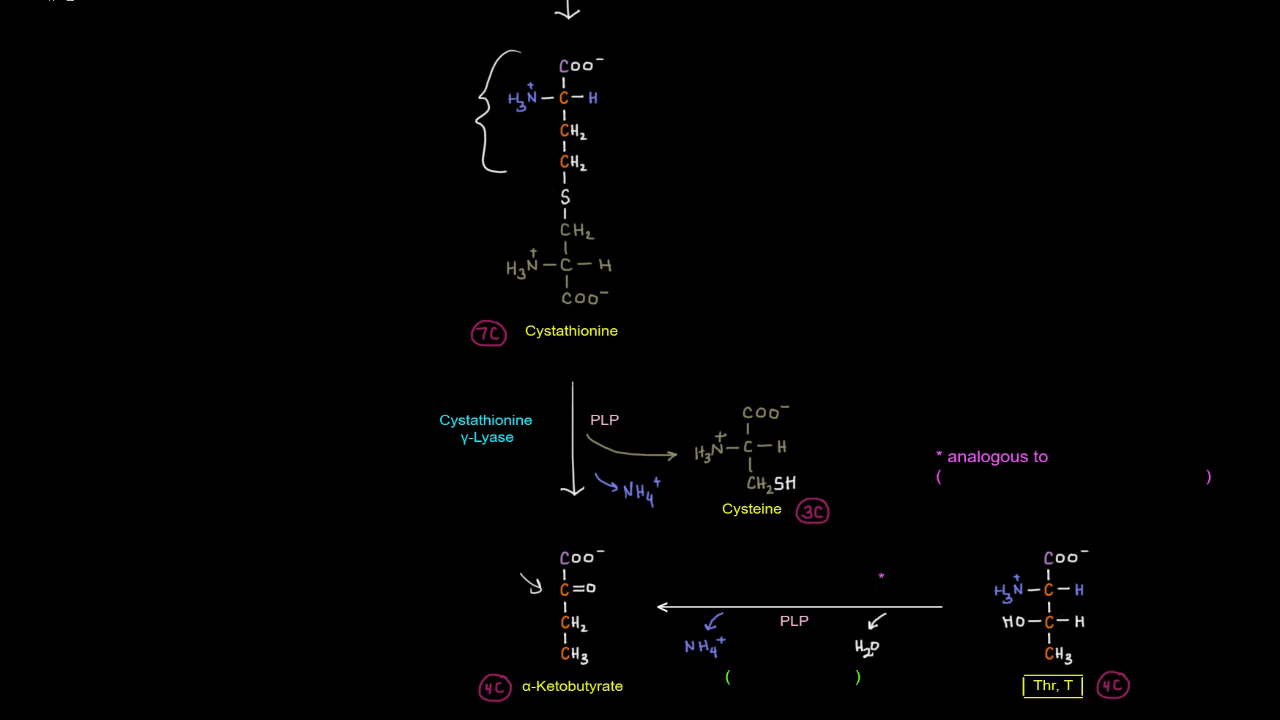 COO⁻
H₃N⁺—C—H
CH₂
CH₂
S
CH₂
H₃N⁺—C—H
COO⁻
7C Cystathionine
Cystathionine
γ-Lyase
PLP
NH₄⁺
COO⁻
H₃N⁺—C—H
CH₂SH
Cysteine 3C
* analogous to
( )
COO⁻
C=O
CH₂
CH₃
4C α-Ketobutyrate
*
PLP
NH₄⁺ H₂O
( )
COO⁻
H₃N⁺—C—H
HO—C—H
CH₃
Thr, T 4C